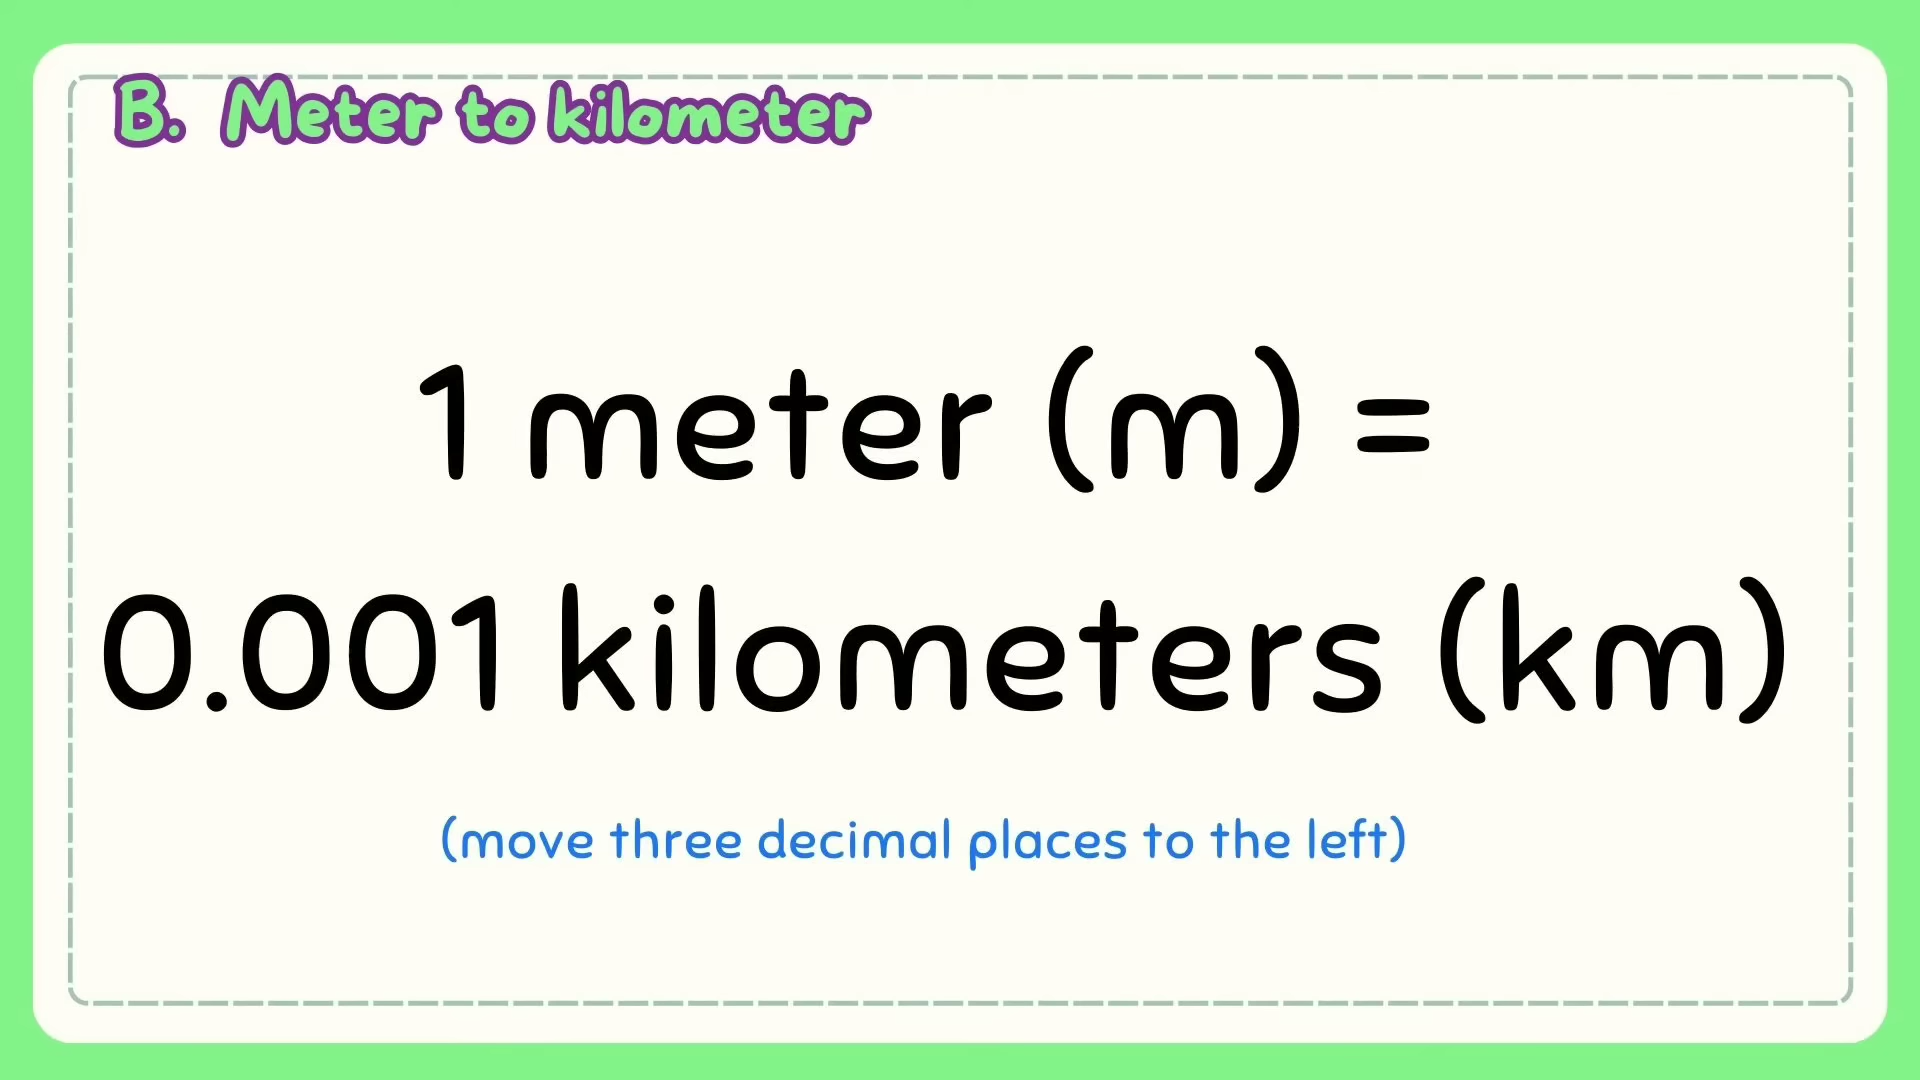 B. Meter to kilometer
1 meter (m) =
0.001 kilometers (km)
(move three decimal places to the left)